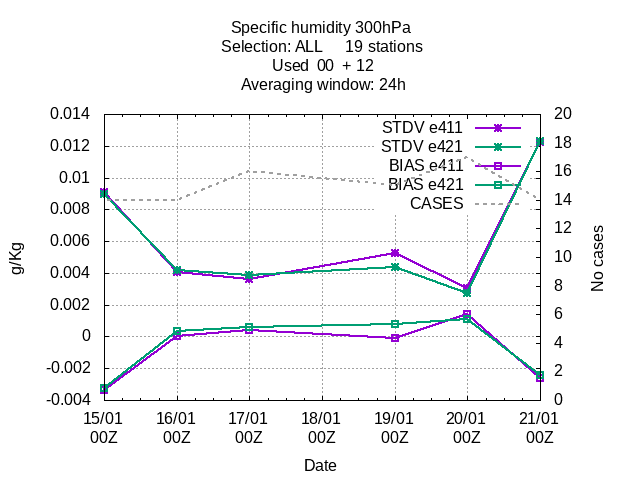 Specific humidity 300hPa
Selection: ALL     19 stations
Used  00  + 12
Averaging window: 24h
0.014
0.012
0.01
0.008
0.006
0.004
0.002
0
-0.002
-0.004
g/Kg
STDV e411
STDV e421
BIAS e411
BIAS e421
CASES
20
18
16
14
12
10
8
6
4
2
0
No cases
15/01 16/01 17/01 18/01 19/01 20/01 21/01
00Z 00Z 00Z 00Z 00Z 00Z 00Z
Date